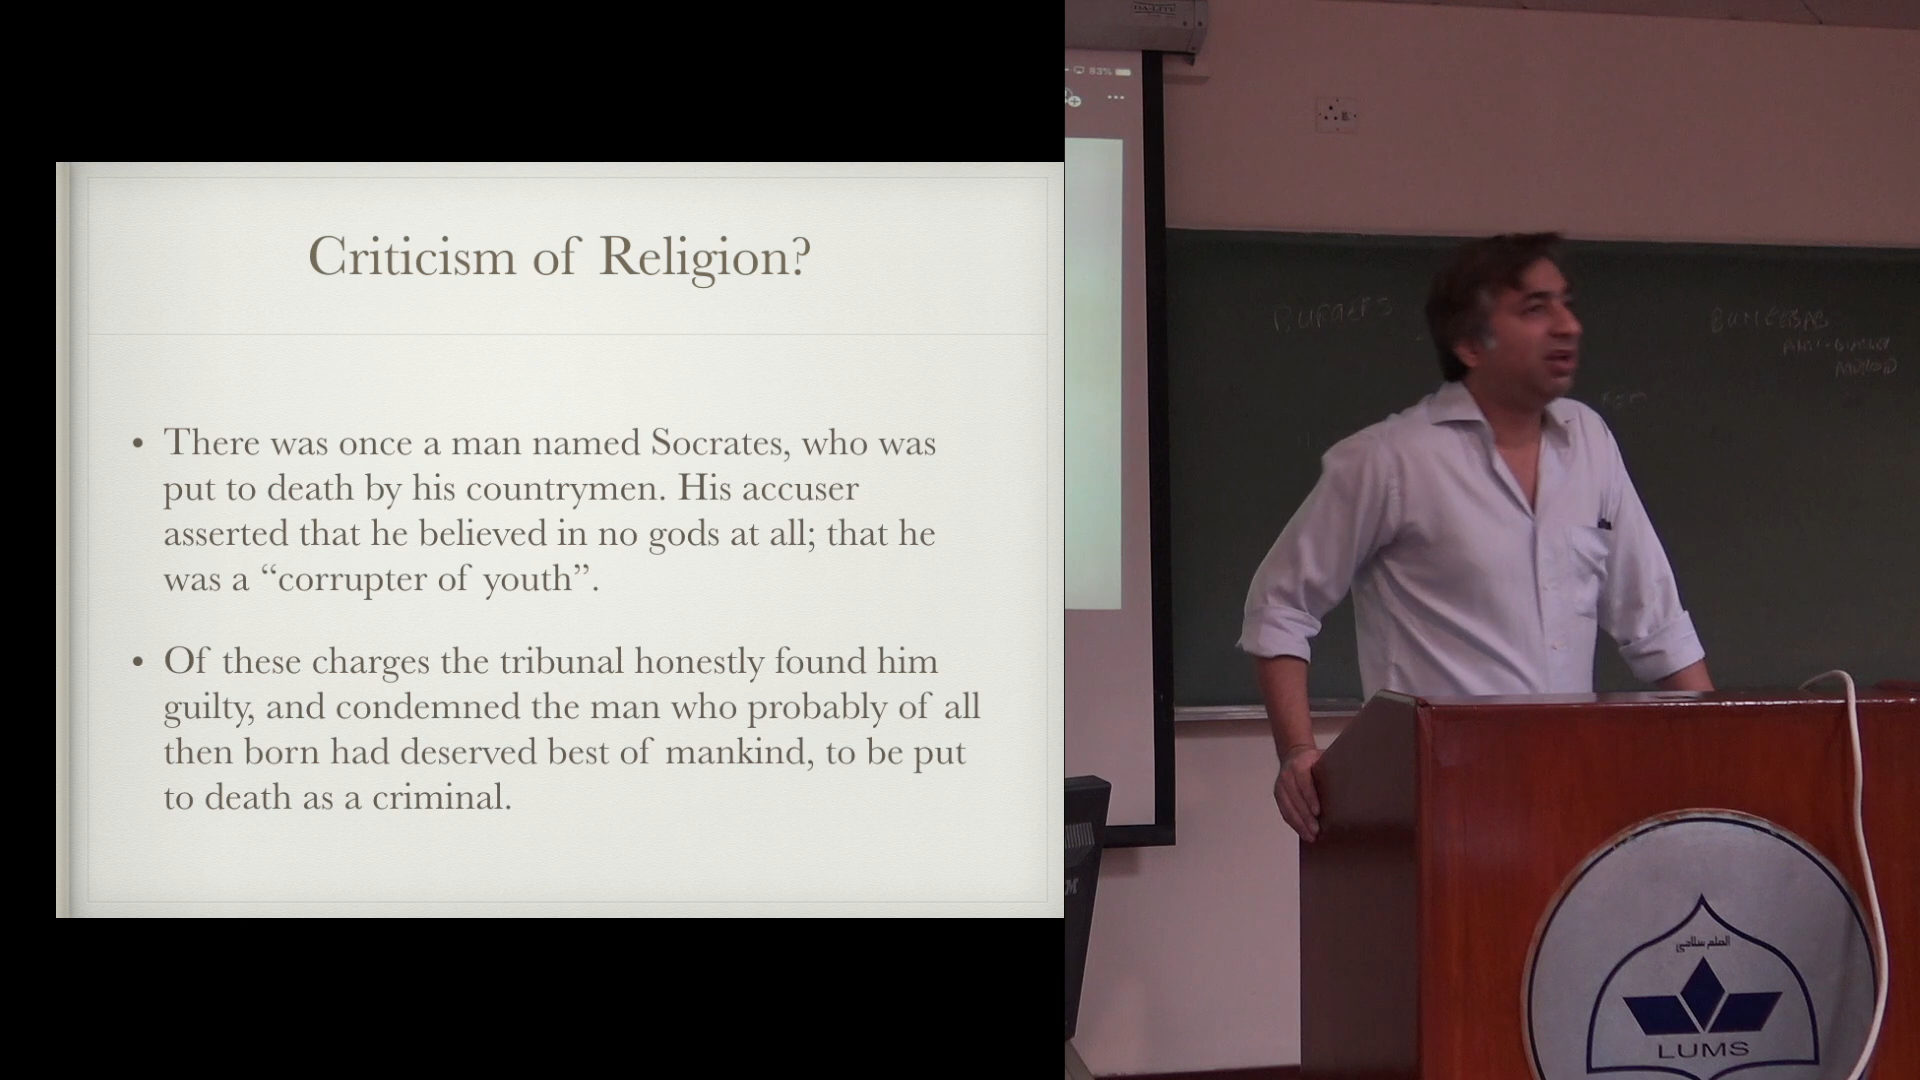 Criticism of Religion?
• There was once a man named Socrates, who was
put to death by his countrymen. His accuser
asserted that he believed in no gods at all; that he
was a “corrupter of youth”.
• Of these charges the tribunal honestly found him
guilty, and condemned the man who probably of all
then born had deserved best of mankind, to be put
to death as a criminal.
DA-LITE
83%
LUMS